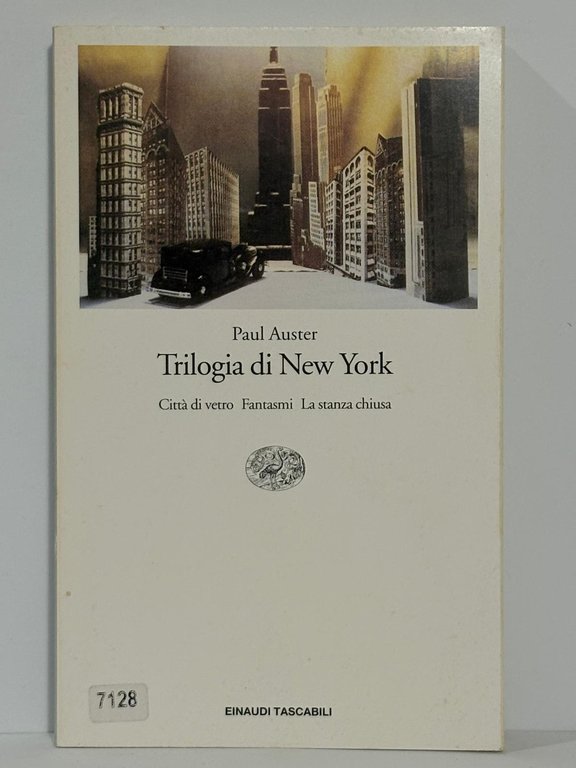 Paul Auster
Trilogia di New York
Città di vetro Fantasmi La stanza chiusa
7128
EINAUDI TASCABILI